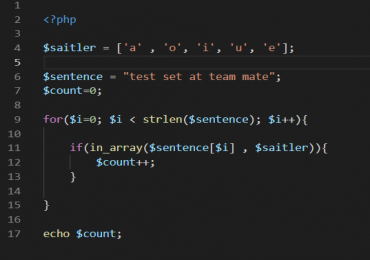 1
2 <?php
3
4 $saitler = ['a' , 'o', 'i', 'u', 'e'];
5
6 $sentence = "test set at team mate";
7 $count=0;
8
9 for($i=0; $i < strlen($sentence); $i++){
10
11 if(in_array($sentence[$i] , $saitler)){
12 $count++;
13 }
14
15 }
16
17 echo $count;